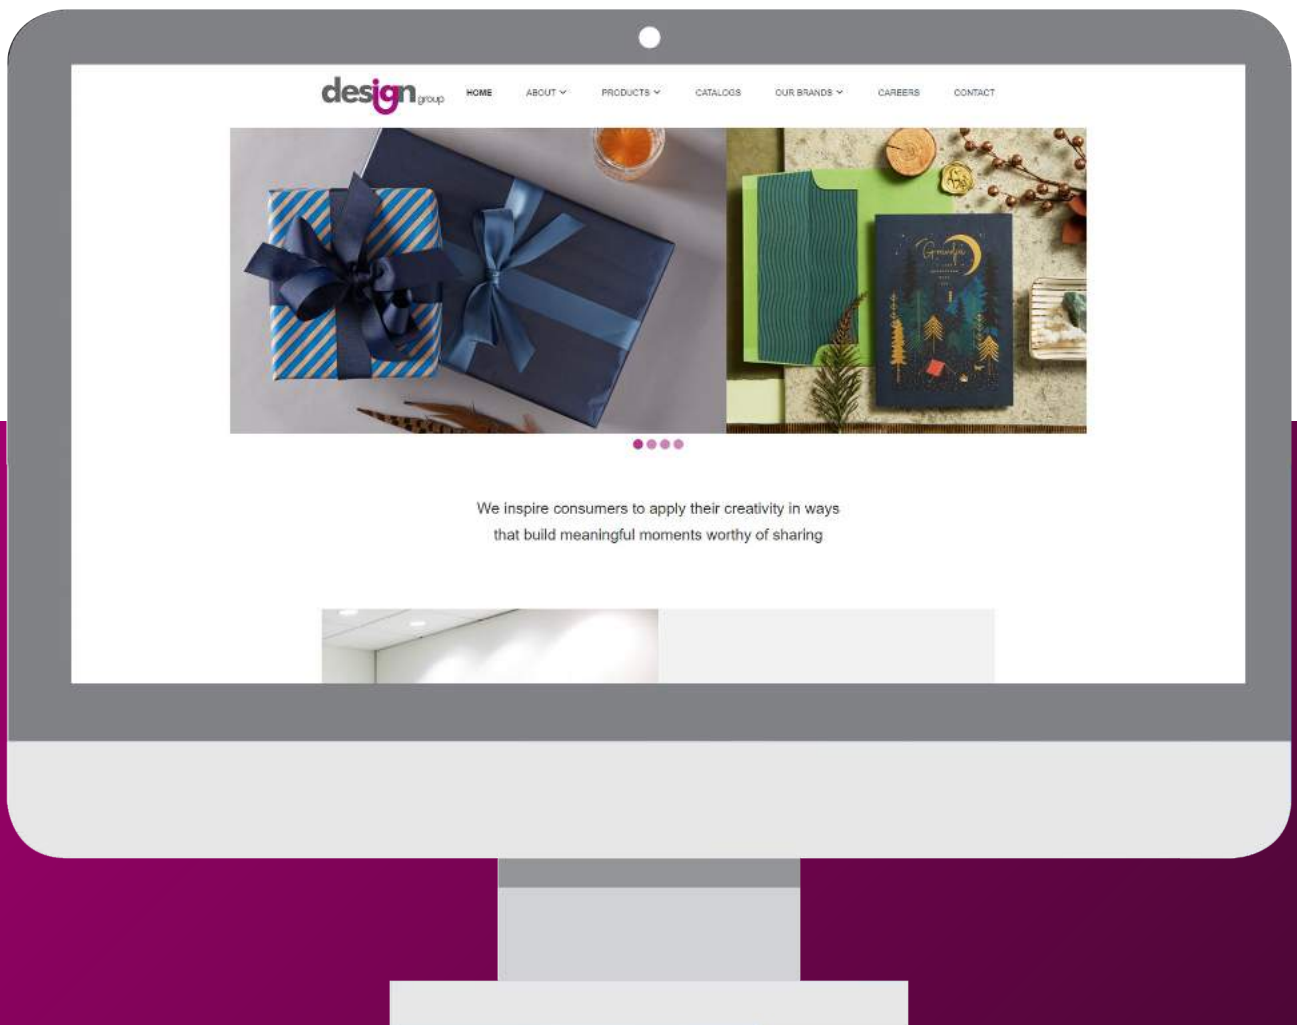 design group
HOME ABOUT PRODUCTS CATALOGS OUR BRANDS CAREERS CONTACT
We inspire consumers to apply their creativity in ways
that build meaningful moments worthy of sharing